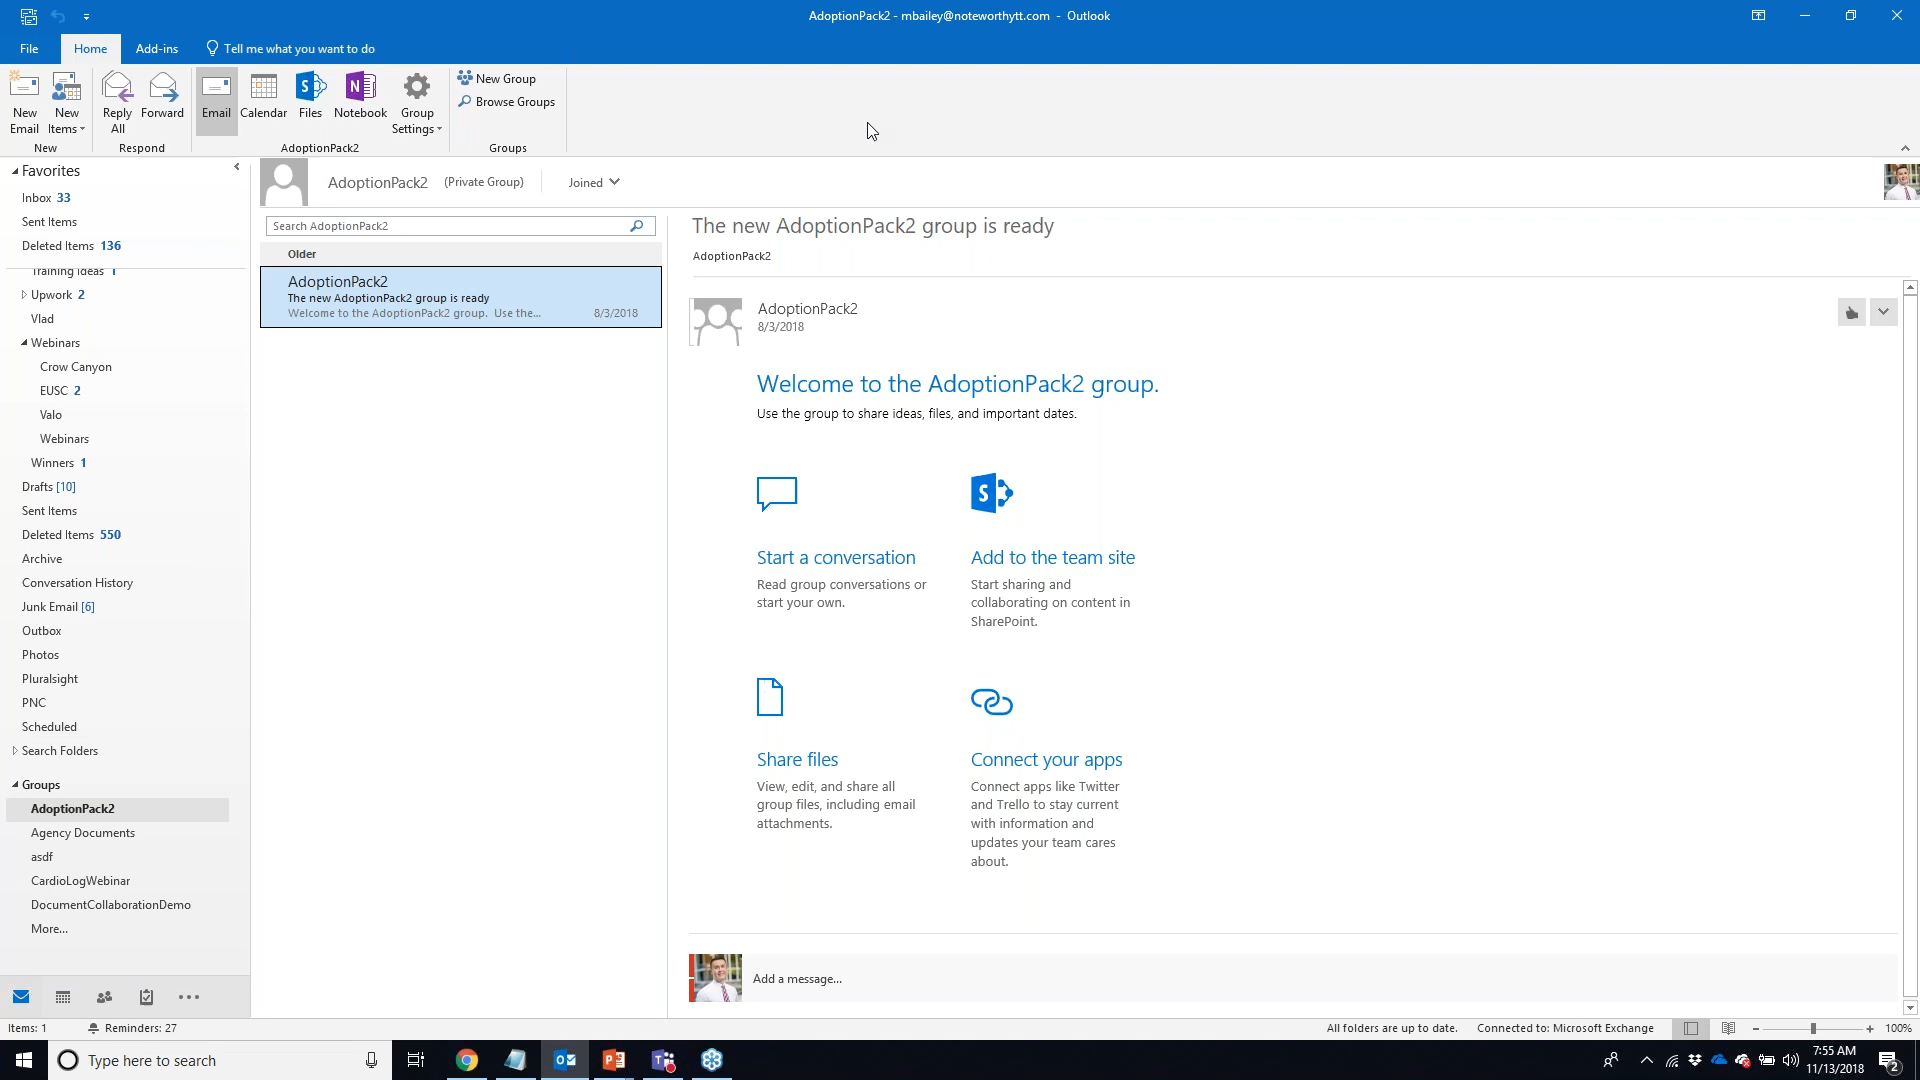 AdoptionPack2 - mbailey@noteworthytt.com - Outlook
File
Home
Add-ins
Tell me what you want to do
New Email
New Items
Reply All
Forward
Email
Calendar
Files
Notebook
Group Settings
New Group
Browse Groups
New
Respond
AdoptionPack2
Groups
Favorites
Inbox 33
Sent Items
Deleted Items 136
Training Ideas 1
Upwork 2
Vlad
Webinars
Crow Canyon
EUSC 2
Valo
Webinars
Winners 1
Drafts [10]
Sent Items
Deleted Items 550
Archive
Conversation History
Junk Email [6]
Outbox
Photos
Pluralsight
PNC
Scheduled
Search Folders
Groups
AdoptionPack2
Agency Documents
asdf
CardioLogWebinar
DocumentCollaborationDemo
More...
AdoptionPack2 (Private Group) Joined
Search AdoptionPack2
Older
AdoptionPack2
The new AdoptionPack2 group is ready
Welcome to the AdoptionPack2 group. Use the... 8/3/2018
The new AdoptionPack2 group is ready
AdoptionPack2
AdoptionPack2
8/3/2018
Welcome to the AdoptionPack2 group.
Use the group to share ideas, files, and important dates.
S
Start a conversation
Read group conversations or
start your own.
Add to the team site
Start sharing and
collaborating on content in
SharePoint.
Share files
View, edit, and share all
group files, including email
attachments.
Connect your apps
Connect apps like Twitter
and Trello to stay current
with information and
updates your team cares
about.
Add a message...
Items: 1 Reminders: 27
All folders are up to date. Connected to: Microsoft Exchange 100%
Type here to search
7:55 AM
11/13/2018
2